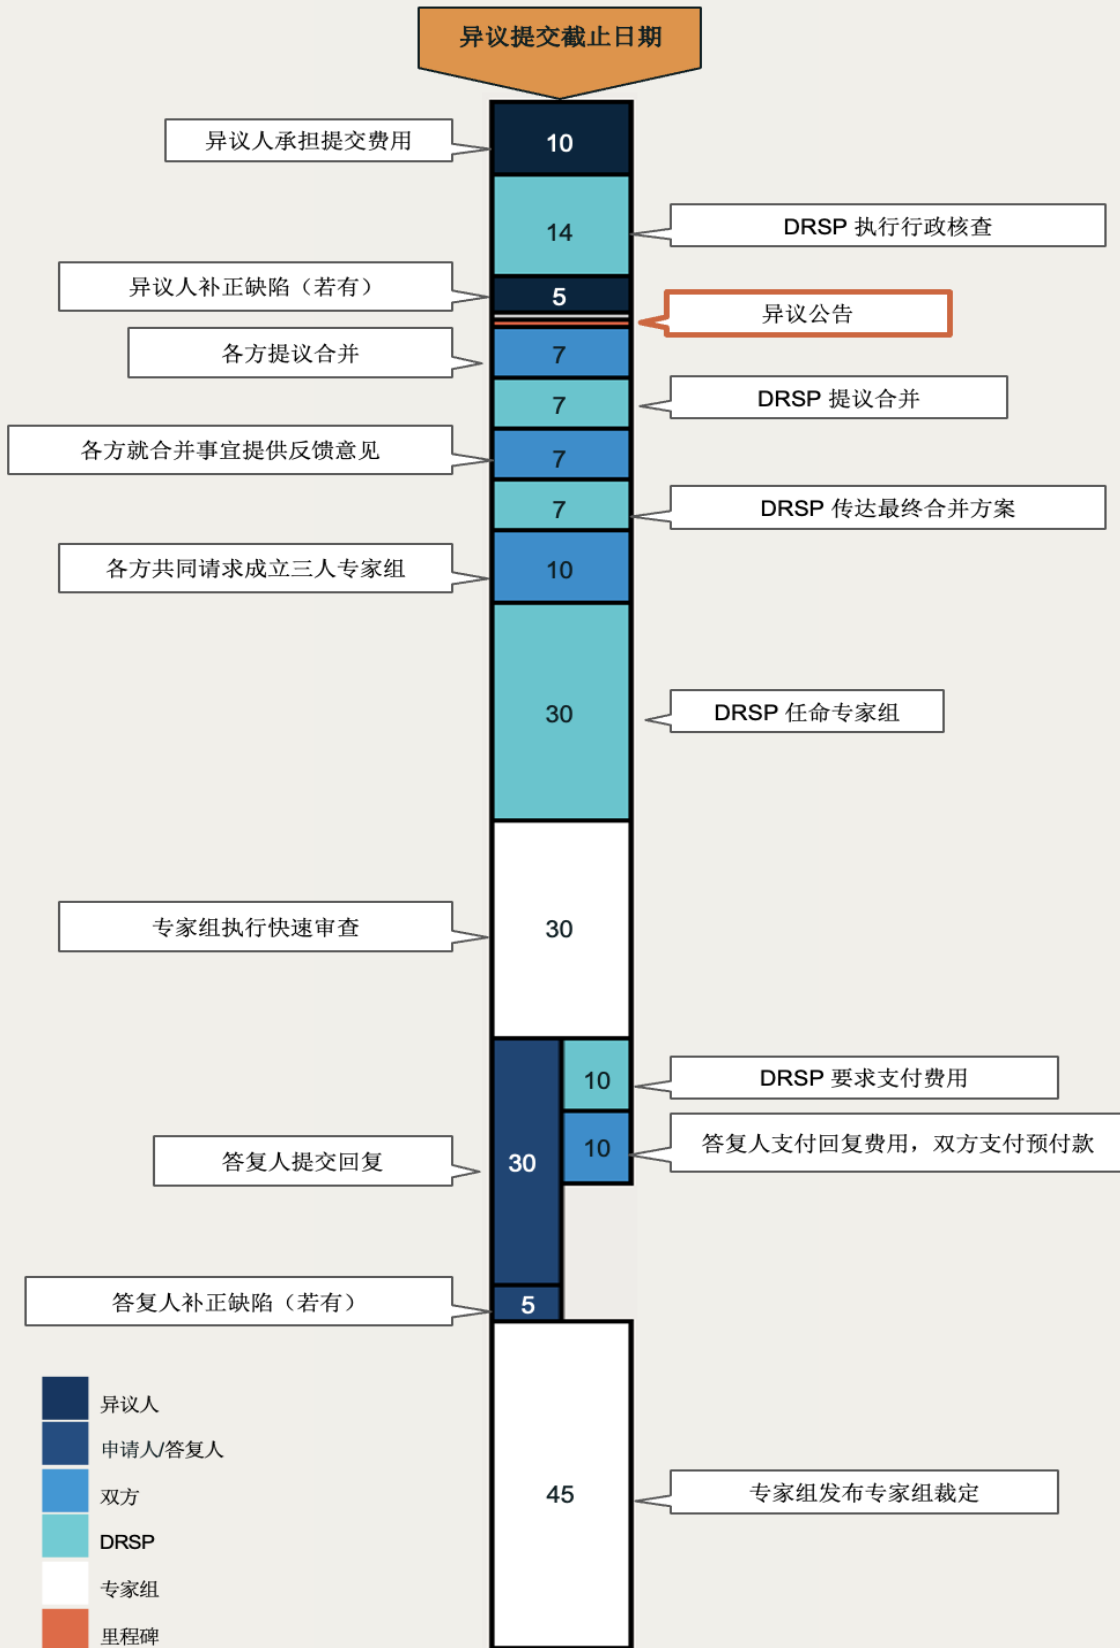 异议提交截止日期
异议人承担提交费用
10
14
DRSP 执行行政核查
异议人补正缺陷（若有）
5
异议公告
各方提议合并
7
7
DRSP 提议合并
各方就合并事宜提供反馈意见
7
7
DRSP 传达最终合并方案
各方共同请求成立三人专家组
10
30
DRSP 任命专家组
专家组执行快速审查
30
10
DRSP 要求支付费用
10
答复人支付回复费用，双方支付预付款
答复人提交回复
30
答复人补正缺陷（若有）
5
异议人
申请人/答复人
双方
DRSP
专家组
里程碑
45
专家组发布专家组裁定